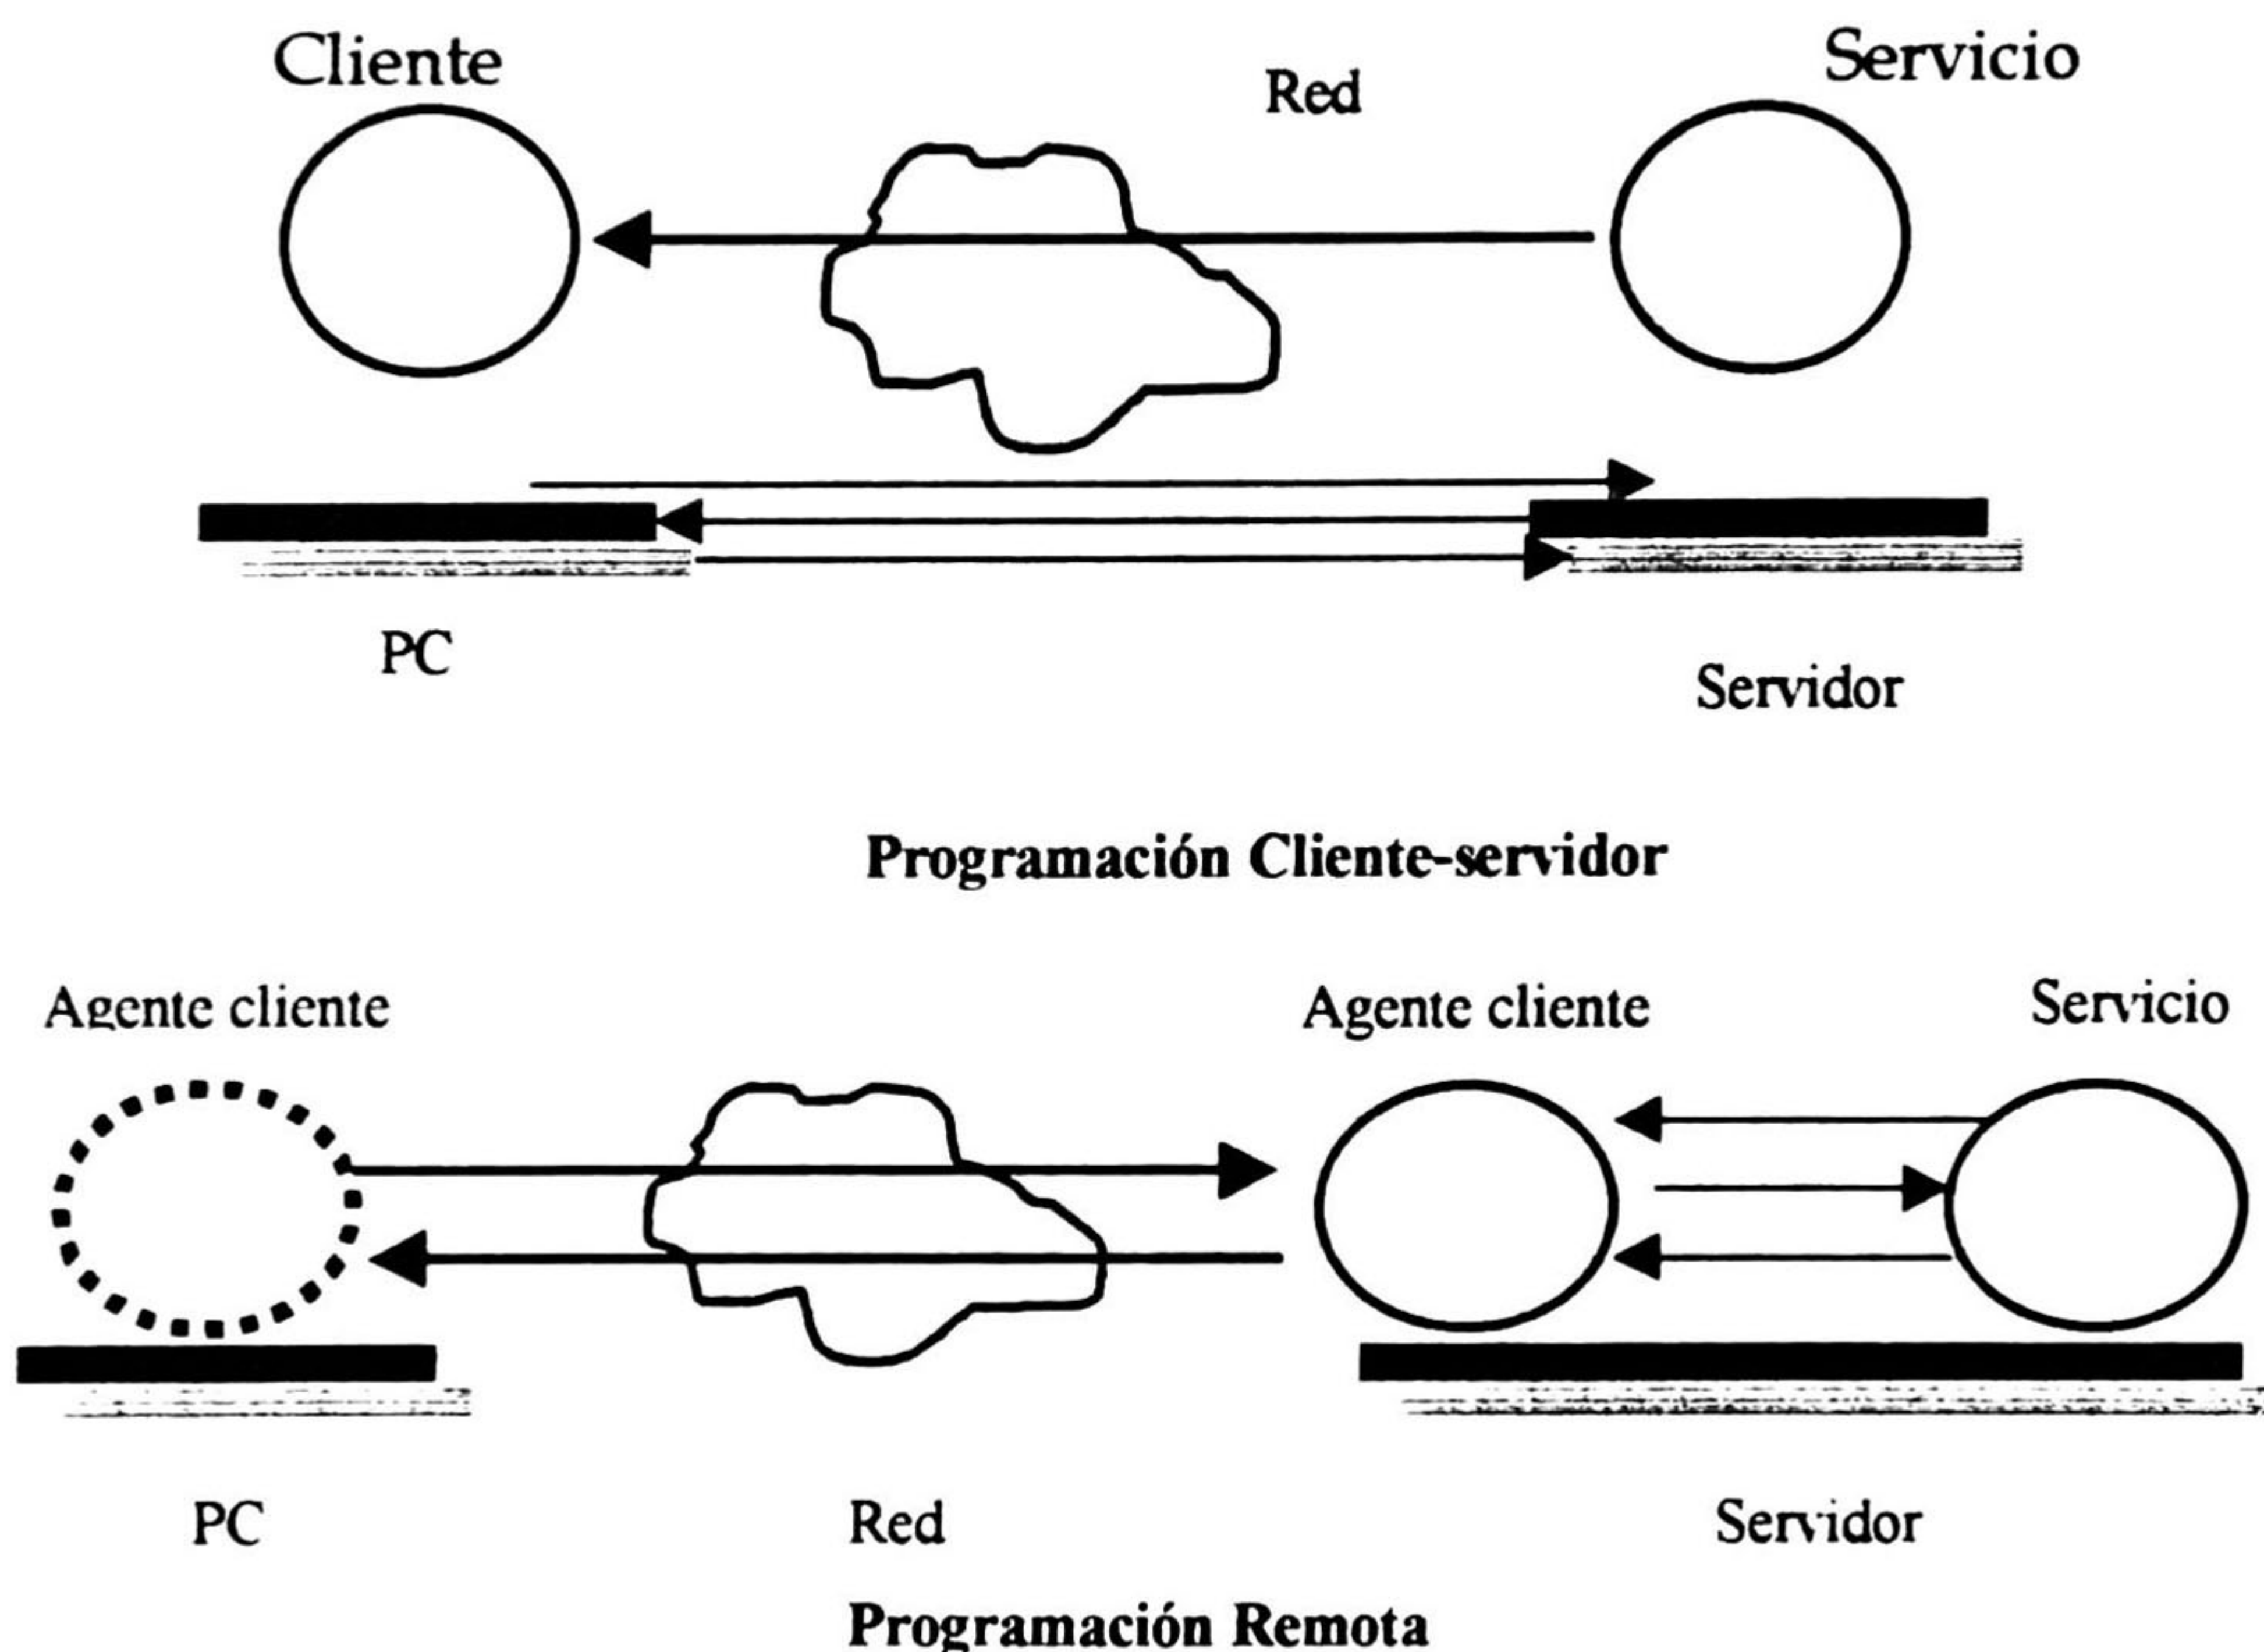 Cliente
Red
Servicio
PC
Servidor
Programación Cliente-servidor
Agente cliente
Agente cliente
Servicio
PC
Red
Servidor
Programación Remota